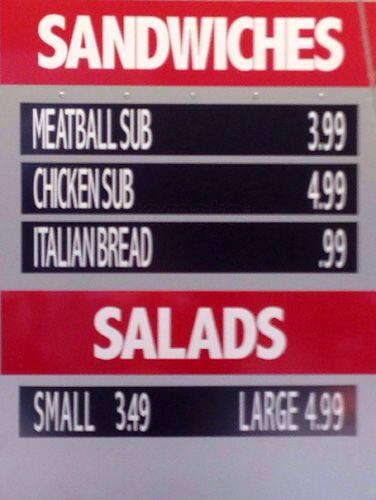 SANDWICHES
MEATBALL SUB 3.99
CHICKEN SUB 4.99
ITALIAN BREAD .99
SALADS
SMALL 3.49 LARGE 4.99